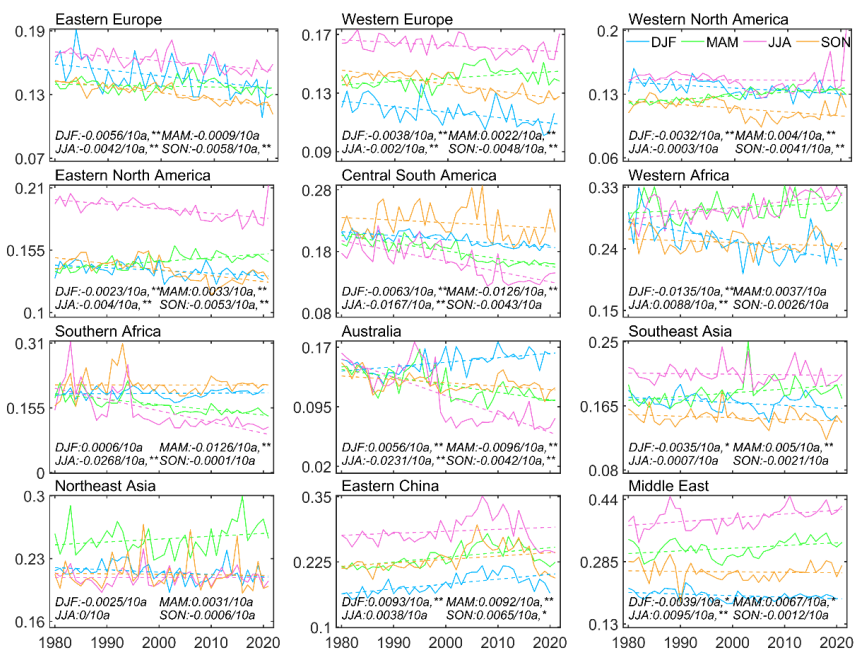 Eastern Europe
0.19
0.13
0.07
DJF:-0.0056/10a,** MAM:-0.0009/10a
JJA:-0.0042/10a,** SON:-0.0058/10a,**
Western Europe
0.17
0.13
0.09
DJF:-0.0038/10a,** MAM:0.0022/10a,**
JJA:-0.002/10a,** SON:-0.0048/10a,**
Western North America
0.2
0.13
0.06
DJF MAM JJA SON
DJF:-0.0032/10a,** MAM:0.004/10a,**
JJA:-0.0003/10a SON:-0.0041/10a,**
Eastern North America
0.21
0.155
0.1
DJF:-0.0023/10a,** MAM:0.0033/10a,**
JJA:-0.004/10a,** SON:-0.0053/10a,**
Central South America
0.28
0.18
0.08
DJF:-0.0063/10a,** MAM:-0.0126/10a,**
JJA:-0.0167/10a,** SON:-0.0043/10a
Western Africa
0.33
0.24
0.15
DJF:-0.0135/10a,** MAM:0.0037/10a
JJA:0.0088/10a,** SON:-0.0026/10a
Southern Africa
0.31
0.155
0
DJF:0.0006/10a MAM:-0.0126/10a,**
JJA:-0.0268/10a,** SON:-0.0001/10a
Australia
0.17
0.095
0.02
DJF:0.0056/10a,** MAM:-0.0096/10a,**
JJA:-0.0231/10a,** SON:-0.0042/10a,**
Southeast Asia
0.25
0.165
0.08
DJF:-0.0035/10a,* MAM:0.005/10a,**
JJA:-0.0007/10a SON:-0.0021/10a
Northeast Asia
0.3
0.23
0.16
DJF:-0.0025/10a MAM:0.0031/10a
JJA:0/10a SON:-0.0006/10a
1980 1990 2000 2010 2020
Eastern China
0.35
0.225
0.1
DJF:0.0093/10a,** MAM:0.0092/10a,**
JJA:0.0038/10a SON:0.0065/10a,*
1980 1990 2000 2010 2020
Middle East
0.44
0.285
0.13
DJF:-0.0039/10a,* MAM:0.0067/10a,*
JJA:0.0095/10a,** SON:-0.0012/10a
1980 1990 2000 2010 2020